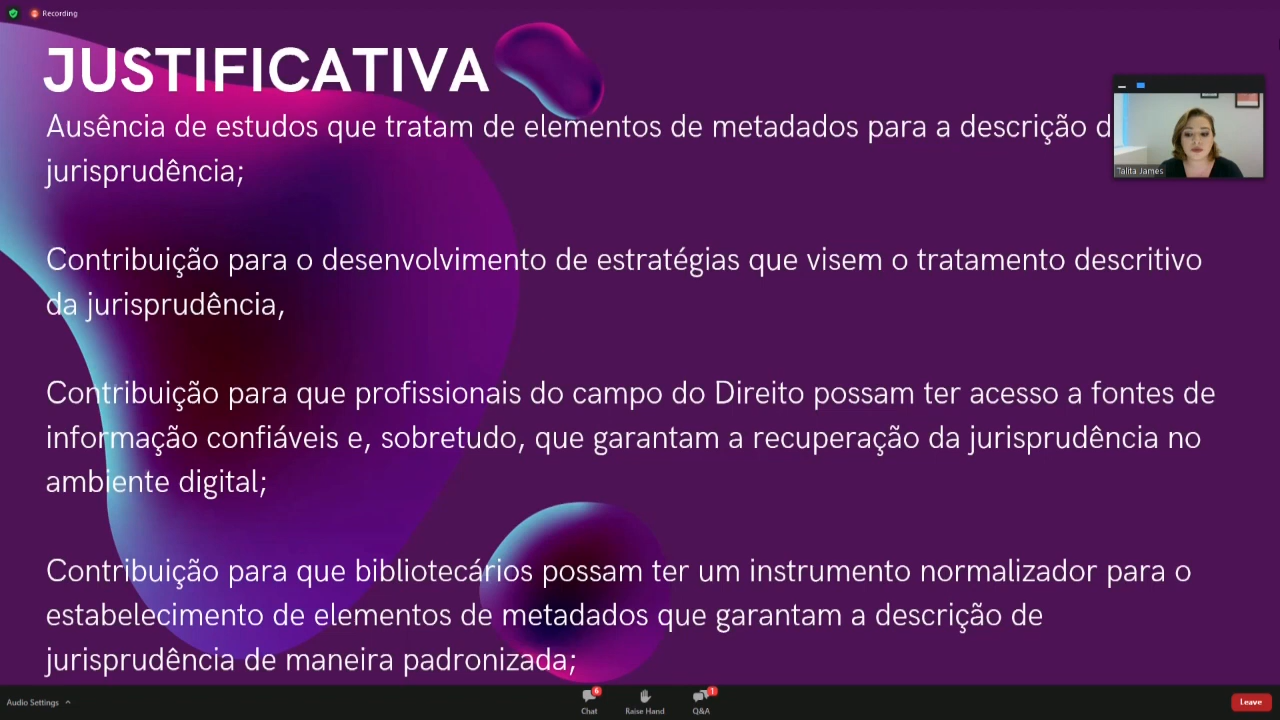 Recording
JUSTIFICATIVA
Ausência de estudos que tratam de elementos de metadados para a descrição d
jurisprudência;
Talita James
Contribuição para o desenvolvimento de estratégias que visem o tratamento descritivo
da jurisprudência,
Contribuição para que profissionais do campo do Direito possam ter acesso a fontes de
informação confiáveis e, sobretudo, que garantam a recuperação da jurisprudência no
ambiente digital;
Contribuição para que bibliotecários possam ter um instrumento normalizador para o
estabelecimento de elementos de metadados que garantam a descrição de
jurisprudência de maneira padronizada;
Audio Settings
6
Chat
Raise Hand
1
Q&A
Leave